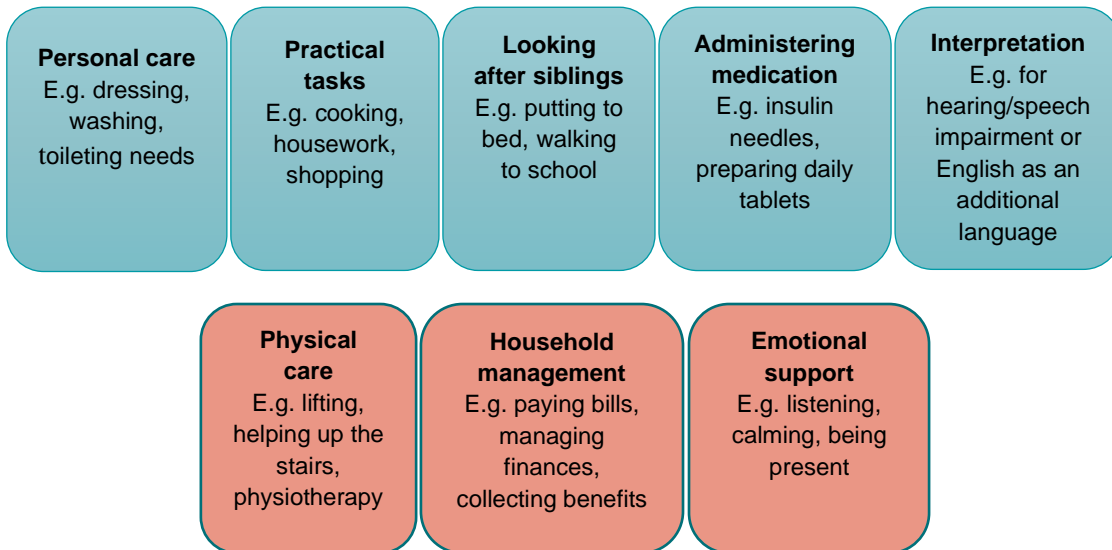 Personal care
E.g. dressing,
washing,
toileting needs
Practical
tasks
E.g. cooking,
housework,
shopping
Looking
after siblings
E.g. putting to
bed, walking
to school
Administering
medication
E.g. insulin
needles,
preparing daily
tablets
Interpretation
E.g. for
hearing/speech
impairment or
English as an
additional
language
Physical
care
E.g. lifting,
helping up the
stairs,
physiotherapy
Household
management
E.g. paying bills,
managing
finances,
collecting benefits
Emotional
support
E.g. listening,
calming, being
present